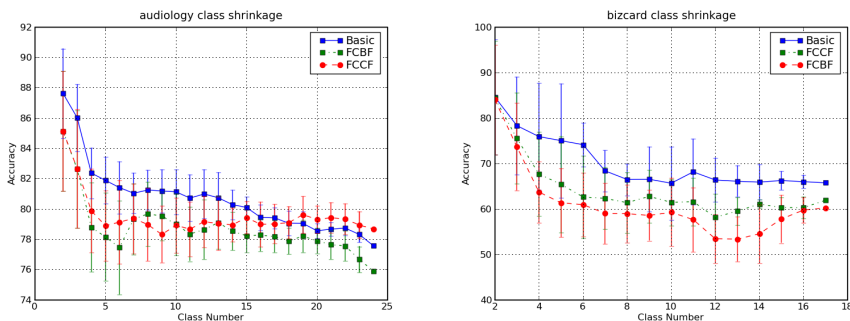 audiology class shrinkage
92
90
88
86
84
82
80
78
76
74
Accuracy
0
5
10
15
20
25
Class Number
Basic
FCBF
FCCF
bizcard class shrinkage
100
90
80
70
60
50
40
Accuracy
2
4
6
8
10
12
14
16
18
Class Number
Basic
FCCF
FCBF